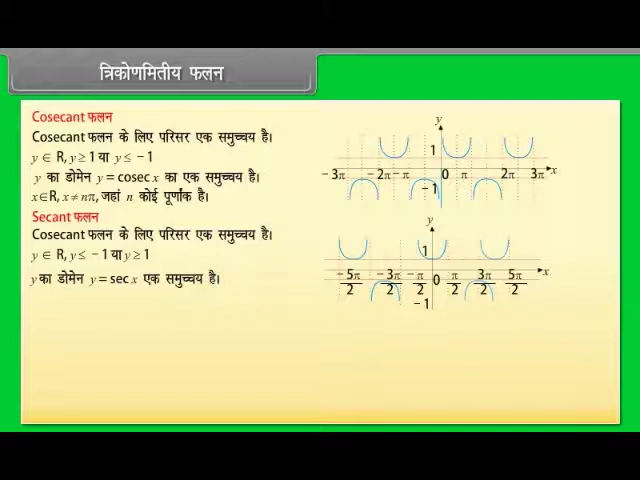 त्रिकोणमितीय फलन
Cosecant फलन
Cosecant फलन के लिए परिसर एक समुच्चय है।
y ∈ R, y ≥ 1 या y ≤ −1
y का डोमेन y = cosec x का एक समुच्चय है।
x∈R, x ≠ nπ, जहां n कोई पूर्णांक है।
Secant फलन
Cosecant फलन के लिए परिसर एक समुच्चय है।
y ∈ R, y ≤ −1 या y ≥ 1
y का डोमेन y = sec x एक समुच्चय है।
y
1
−3π −2π −π 0 π 2π 3π x
−1
y
1
x
−5π/2 −3π/2 −π/2 0 π/2 3π/2 5π/2
−1